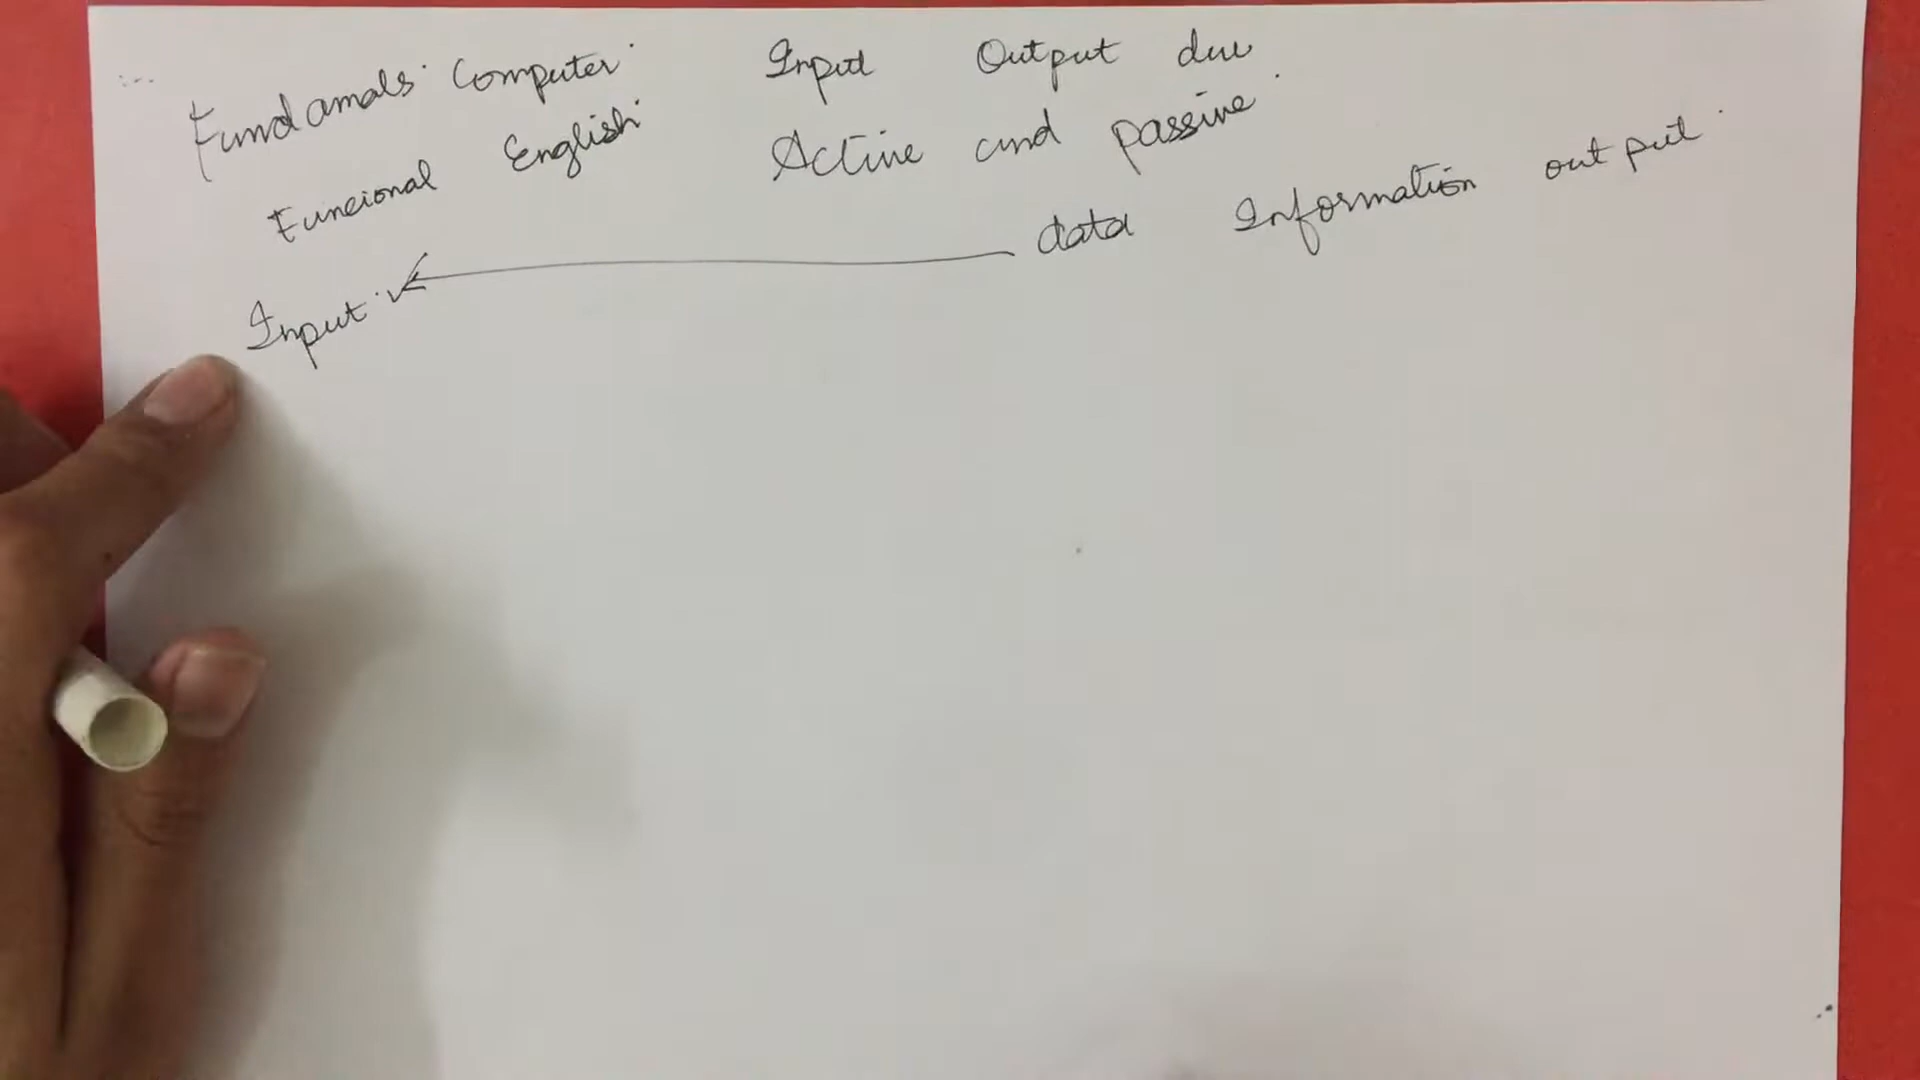 Fundamals Computer Input Output due
Funcional English Active and passive
Input data Information out put